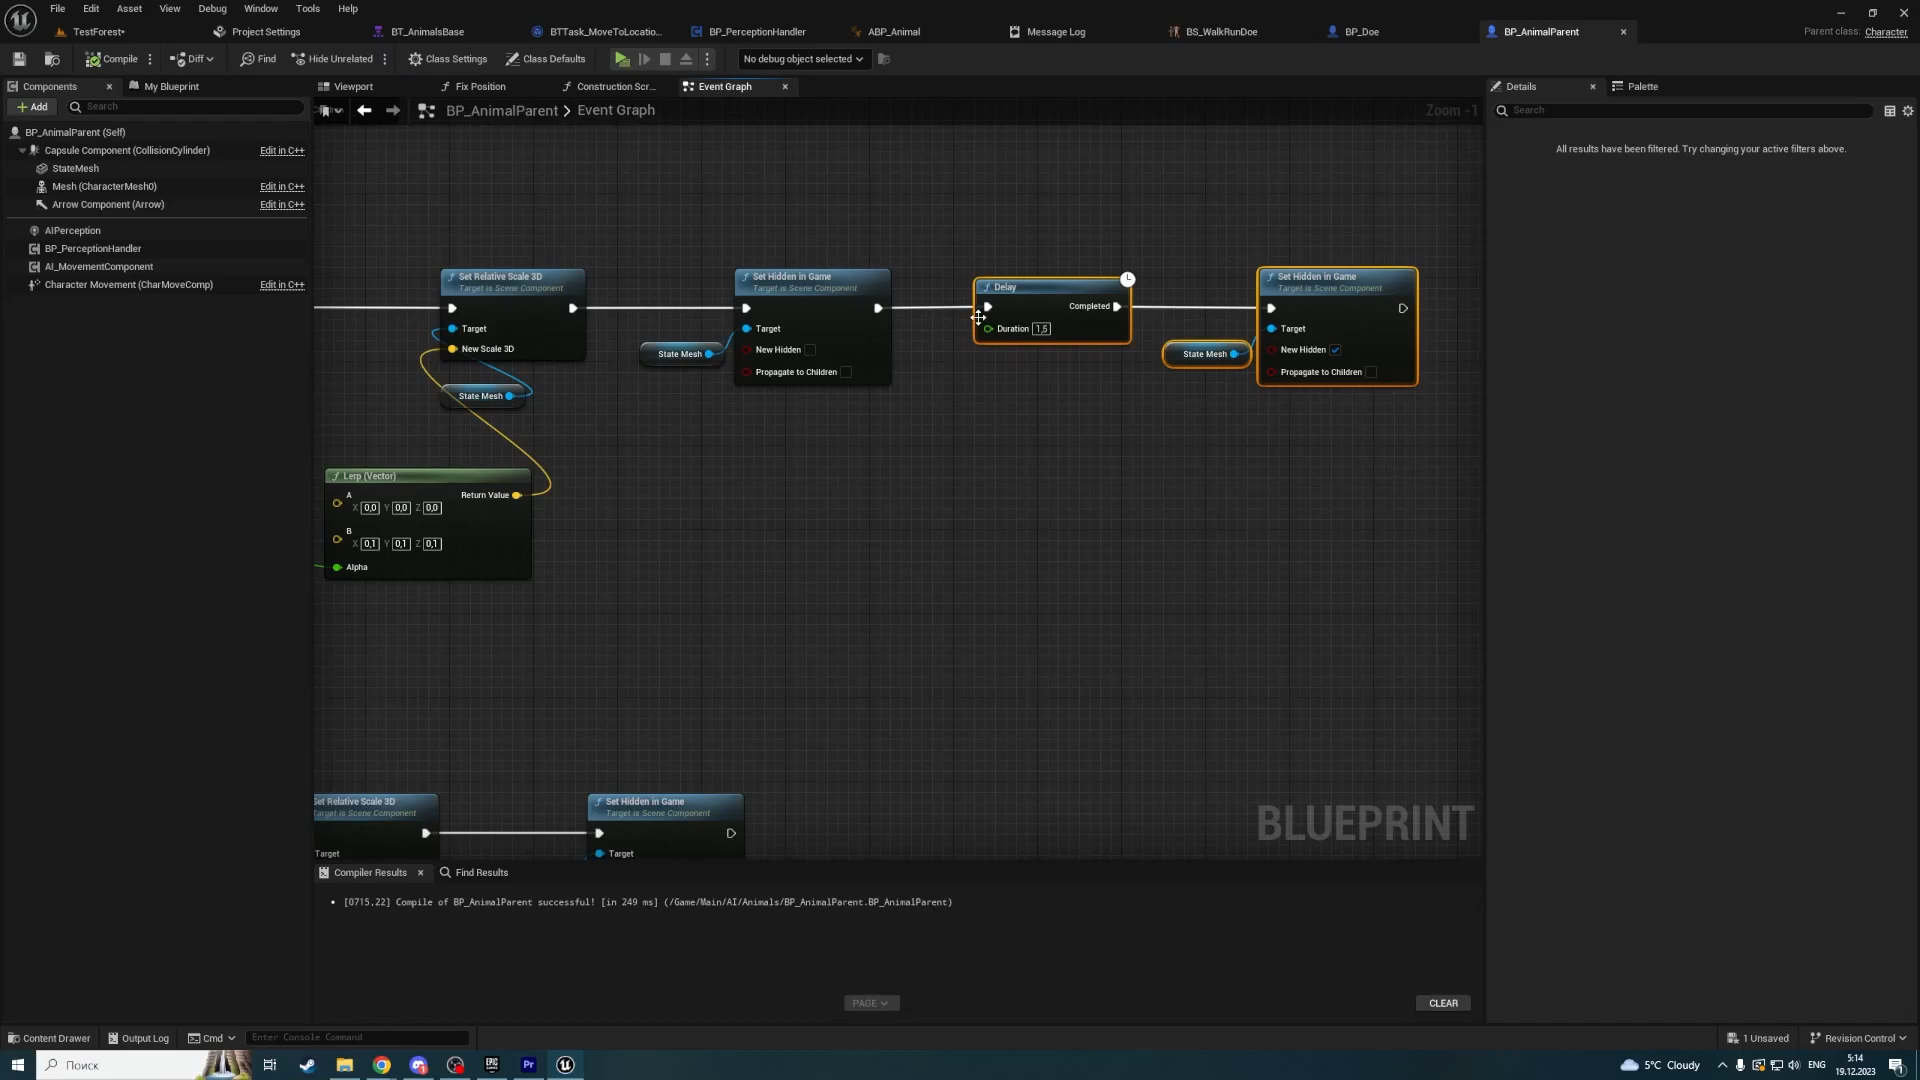 File Edit Asset View Debug Window Tools Help
TestForest* Project Settings BT_AnimalsBase BTTask_MoveToLocatio... BP_PerceptionHandler ABP_Animal Message Log BS_WalkRunDoe BP_Doe BP_AnimalParent Parent class: Character
Compile Diff Find Hide Unrelated Class Settings Class Defaults No debug object selected
Components My Blueprint Viewport Fix Position Construction Scr... Event Graph Details Palette
Add Search BP_AnimalParent > Event Graph Zoom -1 Search
BP_AnimalParent (Self)
Capsule Component (CollisionCylinder) Edit in C++
StateMesh
Mesh (CharacterMesh0) Edit in C++
Arrow Component (Arrow) Edit in C++
AIPerception
BP_PerceptionHandler
AI_MovementComponent
Character Movement (CharMoveComp) Edit in C++
All results have been filtered. Try changing your active filters above.
Set Relative Scale 3D
Target is Scene Component
Target
New Scale 3D
State Mesh
Set Hidden in Game
Target is Scene Component
Target
State Mesh
New Hidden
Propagate to Children
Delay
Completed
Duration 1,5
Set Hidden in Game
Target is Scene Component
Target
State Mesh
New Hidden
Propagate to Children
Lerp (Vector)
A Return Value
X 0,0 Y 0,0 Z 0,0
B
X 0,1 Y 0,1 Z 0,1
Alpha
Set Relative Scale 3D
Target is Scene Component
Target
Set Hidden in Game
Target is Scene Component
Target
BLUEPRINT
Compiler Results Find Results
[0715,22] Compile of BP_AnimalParent successful! [in 249 ms] (/Game/Main/AI/Animals/BP_AnimalParent.BP_AnimalParent)
PAGE CLEAR
Content Drawer Output Log Cmd Enter Console Command 1 Unsaved Revision Control
Поиск Pr EPIC GAMES 5°C Cloudy ENG 5:14
19.12.2023 1